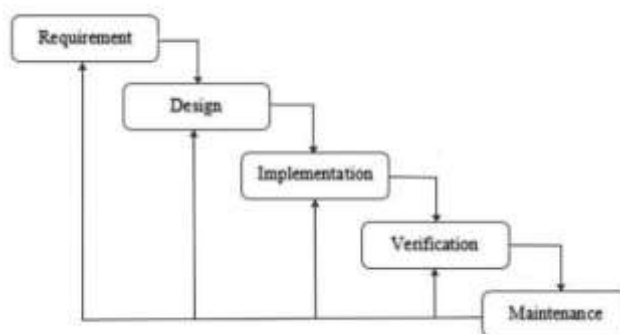 Requirement
Design
Implementation
Verification
Maintenance